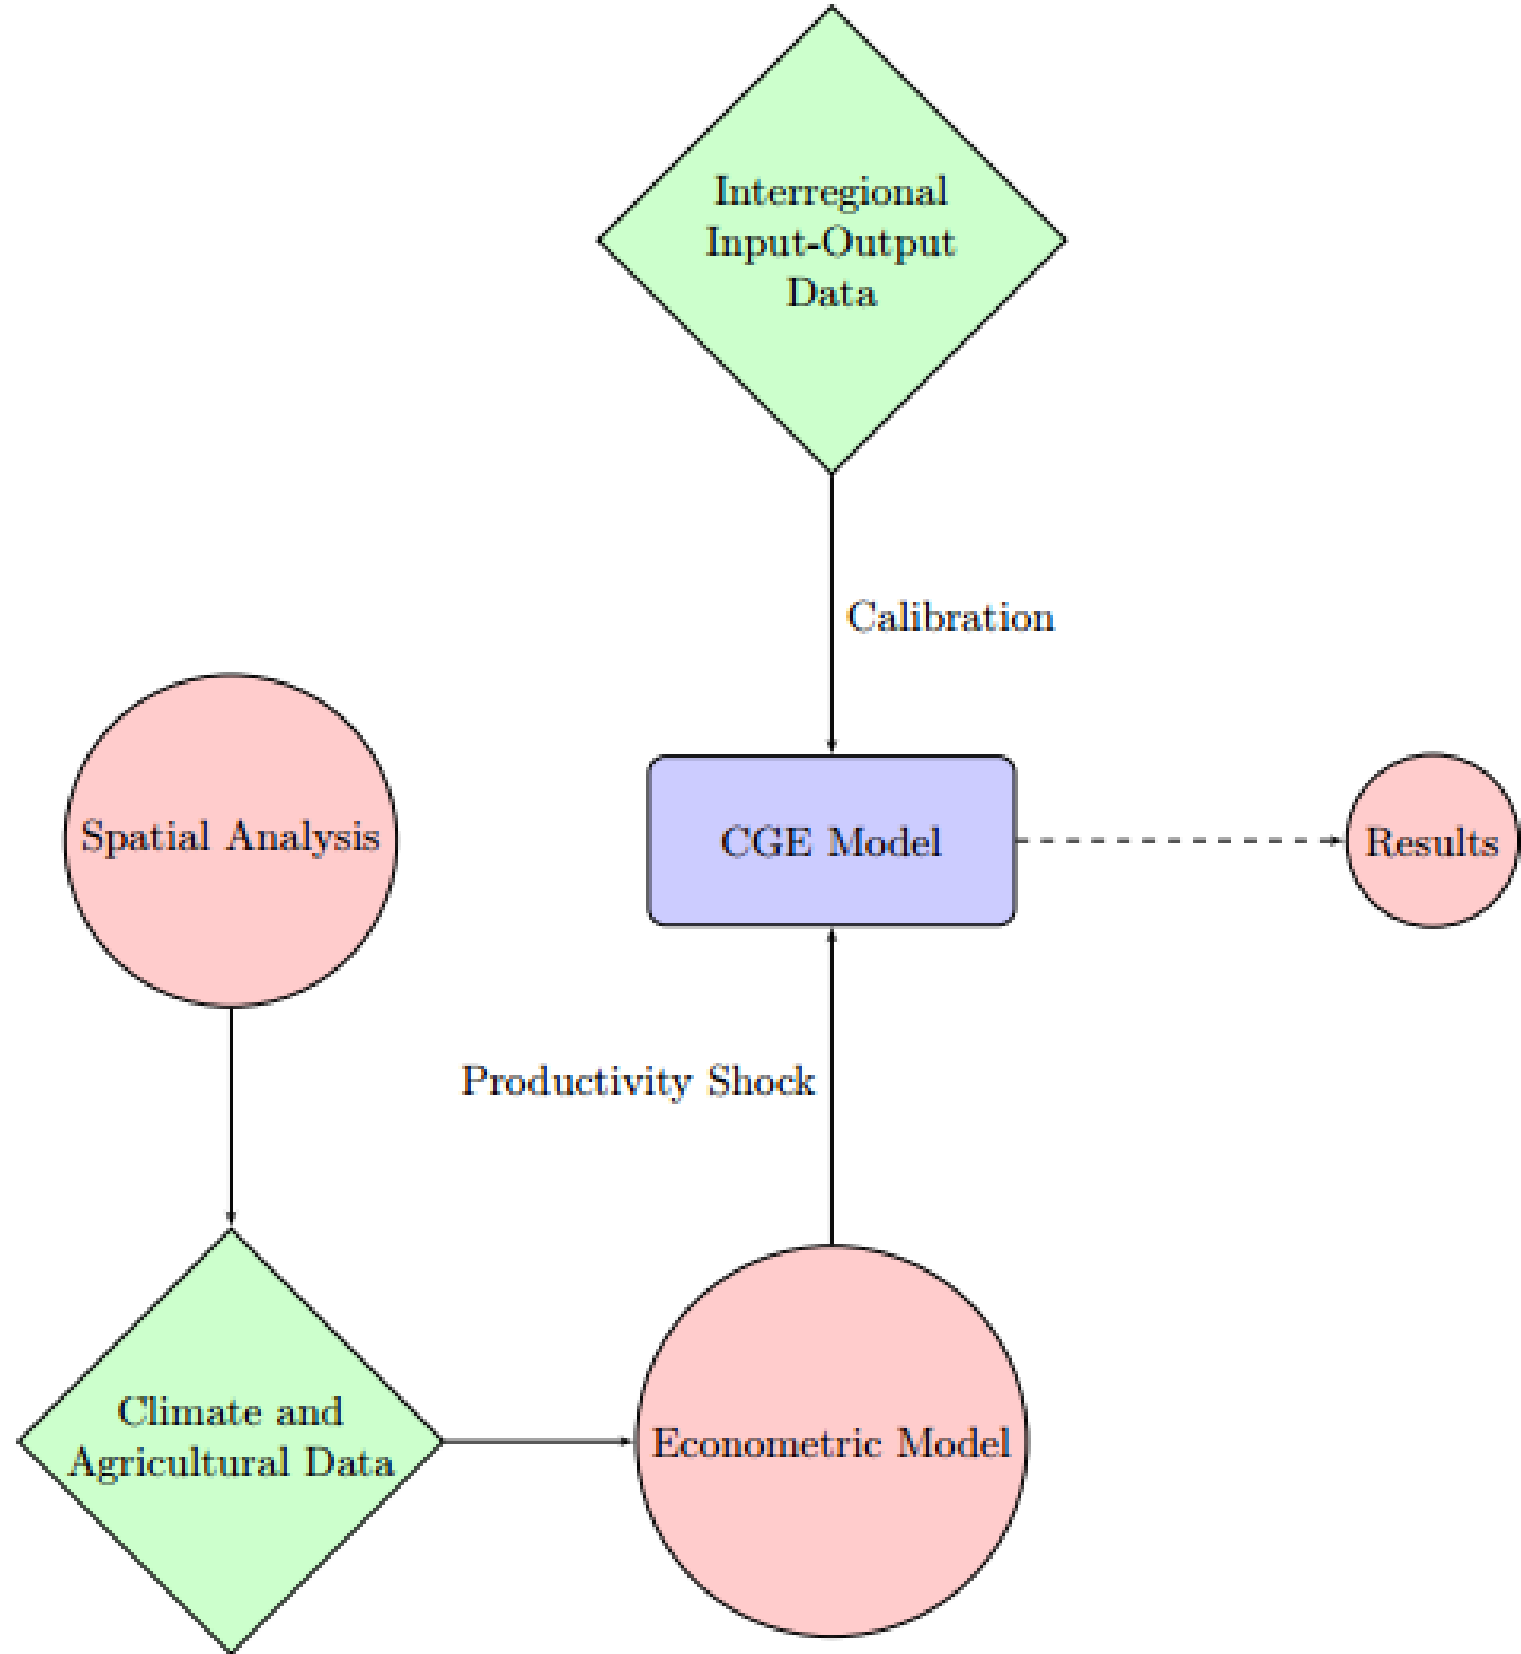 Interregional
Input-Output
Data
Calibration
Spatial Analysis
CGE Model
Results
Productivity Shock
Climate and
Agricultural Data
Econometric Model